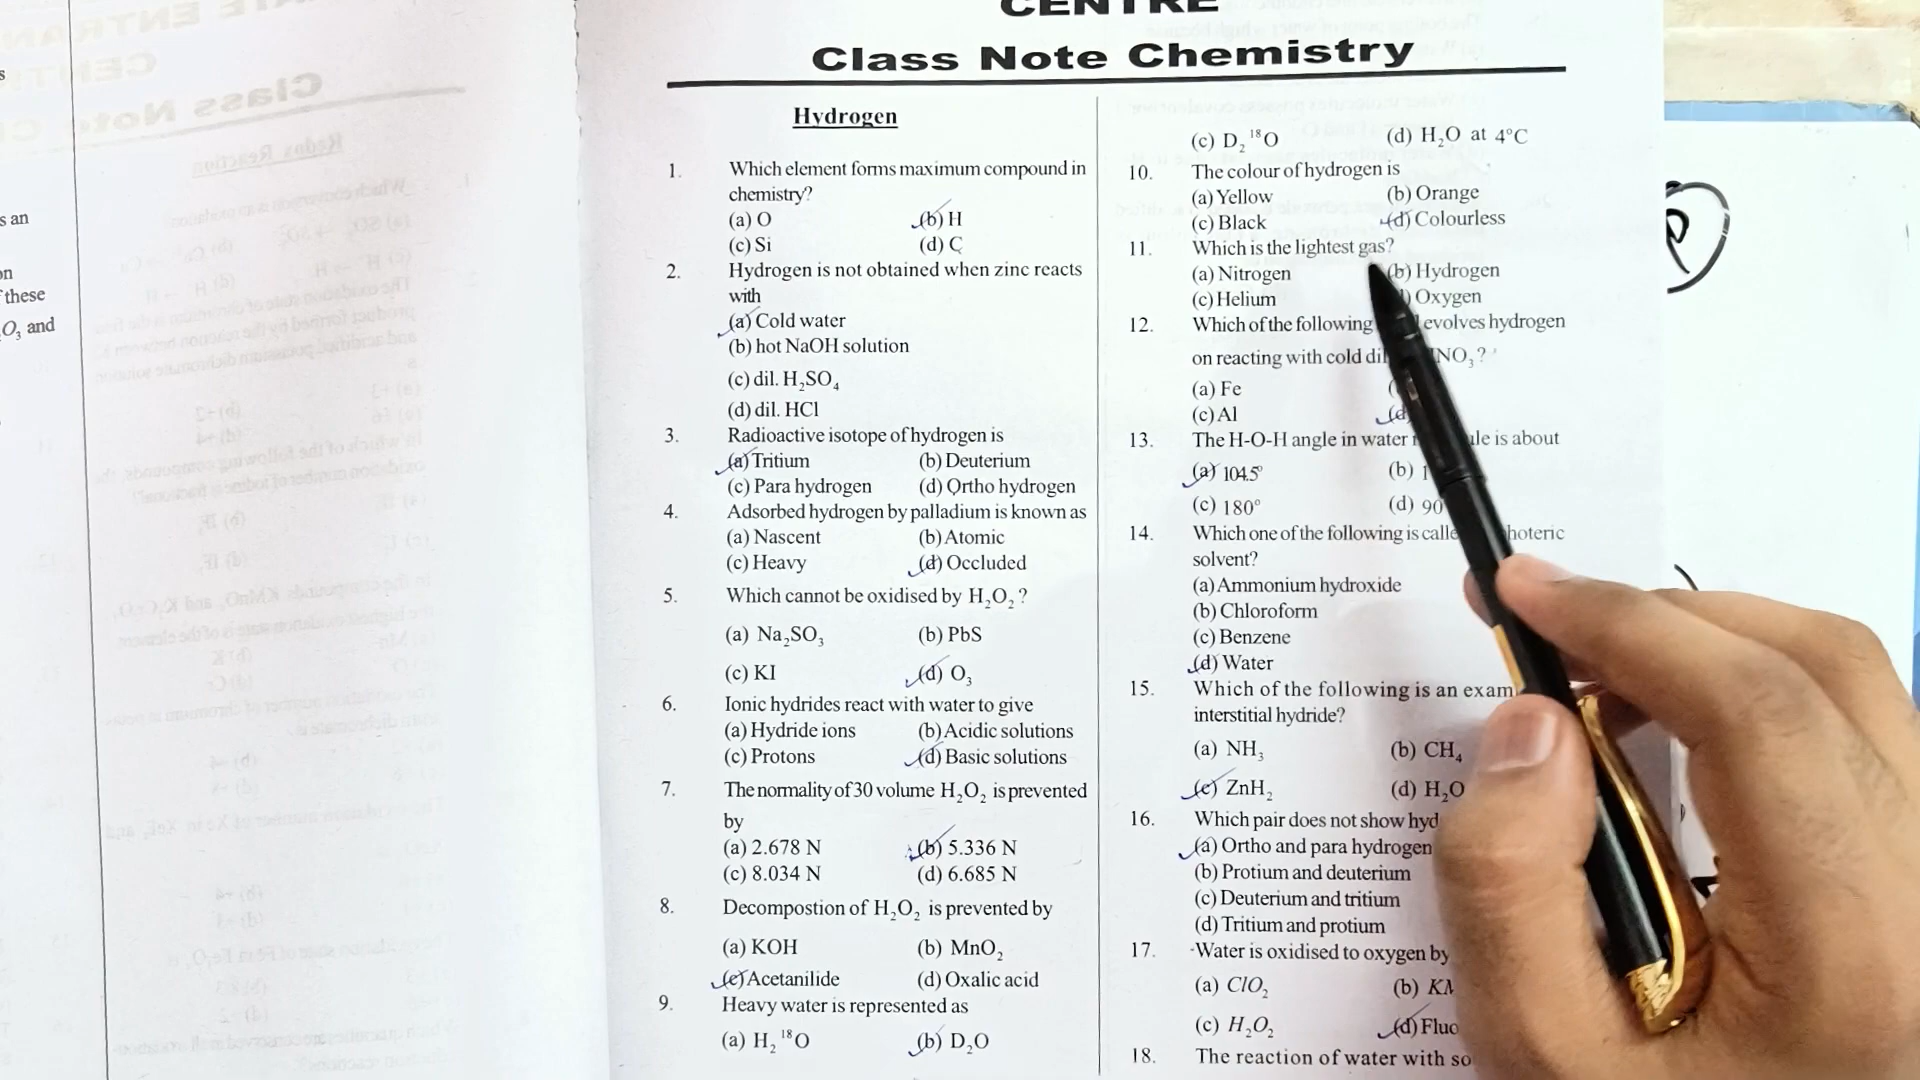 CENTRE
Class Note Chemistry
Hydrogen
1. Which element forms maximum compound in
chemistry?
(a) O (b) H
(c) Si (d) C
2. Hydrogen is not obtained when zinc reacts
with
(a) Cold water
(b) hot NaOH solution
(c) dil. H₂SO₄
(d) dil. HCl
3. Radioactive isotope of hydrogen is
(a) Tritium (b) Deuterium
(c) Para hydrogen (d) Ortho hydrogen
4. Adsorbed hydrogen by palladium is known as
(a) Nascent (b) Atomic
(c) Heavy (d) Occluded
5. Which cannot be oxidised by H₂O₂?
(a) Na₂SO₃ (b) PbS
(c) KI (d) O₃
6. Ionic hydrides react with water to give
(a) Hydride ions (b) Acidic solutions
(c) Protons (d) Basic solutions
7. The normality of 30 volume H₂O₂ is prevented
by
(a) 2.678 N (b) 5.336 N
(c) 8.034 N (d) 6.685 N
8. Decompostion of H₂O₂ is prevented by
(a) KOH (b) MnO₂
(c) Acetanilide (d) Oxalic acid
9. Heavy water is represented as
(a) H₂¹⁸O (b) D₂O
(c) D₂¹⁸O (d) H₂O at 4°C
10. The colour of hydrogen is
(a) Yellow (b) Orange
(c) Black (d) Colourless
11. Which is the lightest gas?
(a) Nitrogen (b) Hydrogen
(c) Helium Oxygen
12. Which of the following evolves hydrogen
on reacting with cold NO₃?
(a) Fe
(c) Al
13. The H-O-H angle in water is about
(a) 104.5° (b)
(c) 180° (d) 90
14. Which one of the following is
solvent?
(a) Ammonium hydroxide
(b) Chloroform
(c) Benzene
(d) Water
15. Which of the following is an
interstitial hydride?
(a) NH₃ (b) CH₄
(c) ZnH₂ (d) H₂O
16. Which pair does not show
(a) Ortho and para hydrogen
(b) Protium and deuterium
(c) Deuterium and tritium
(d) Tritium and protium
17. Water is oxidised to oxygen by
(a) ClO₂ (b)
(c) H₂O₂ (d) Fluo
18. The reaction of water with so
s an
on
these
O₃ and